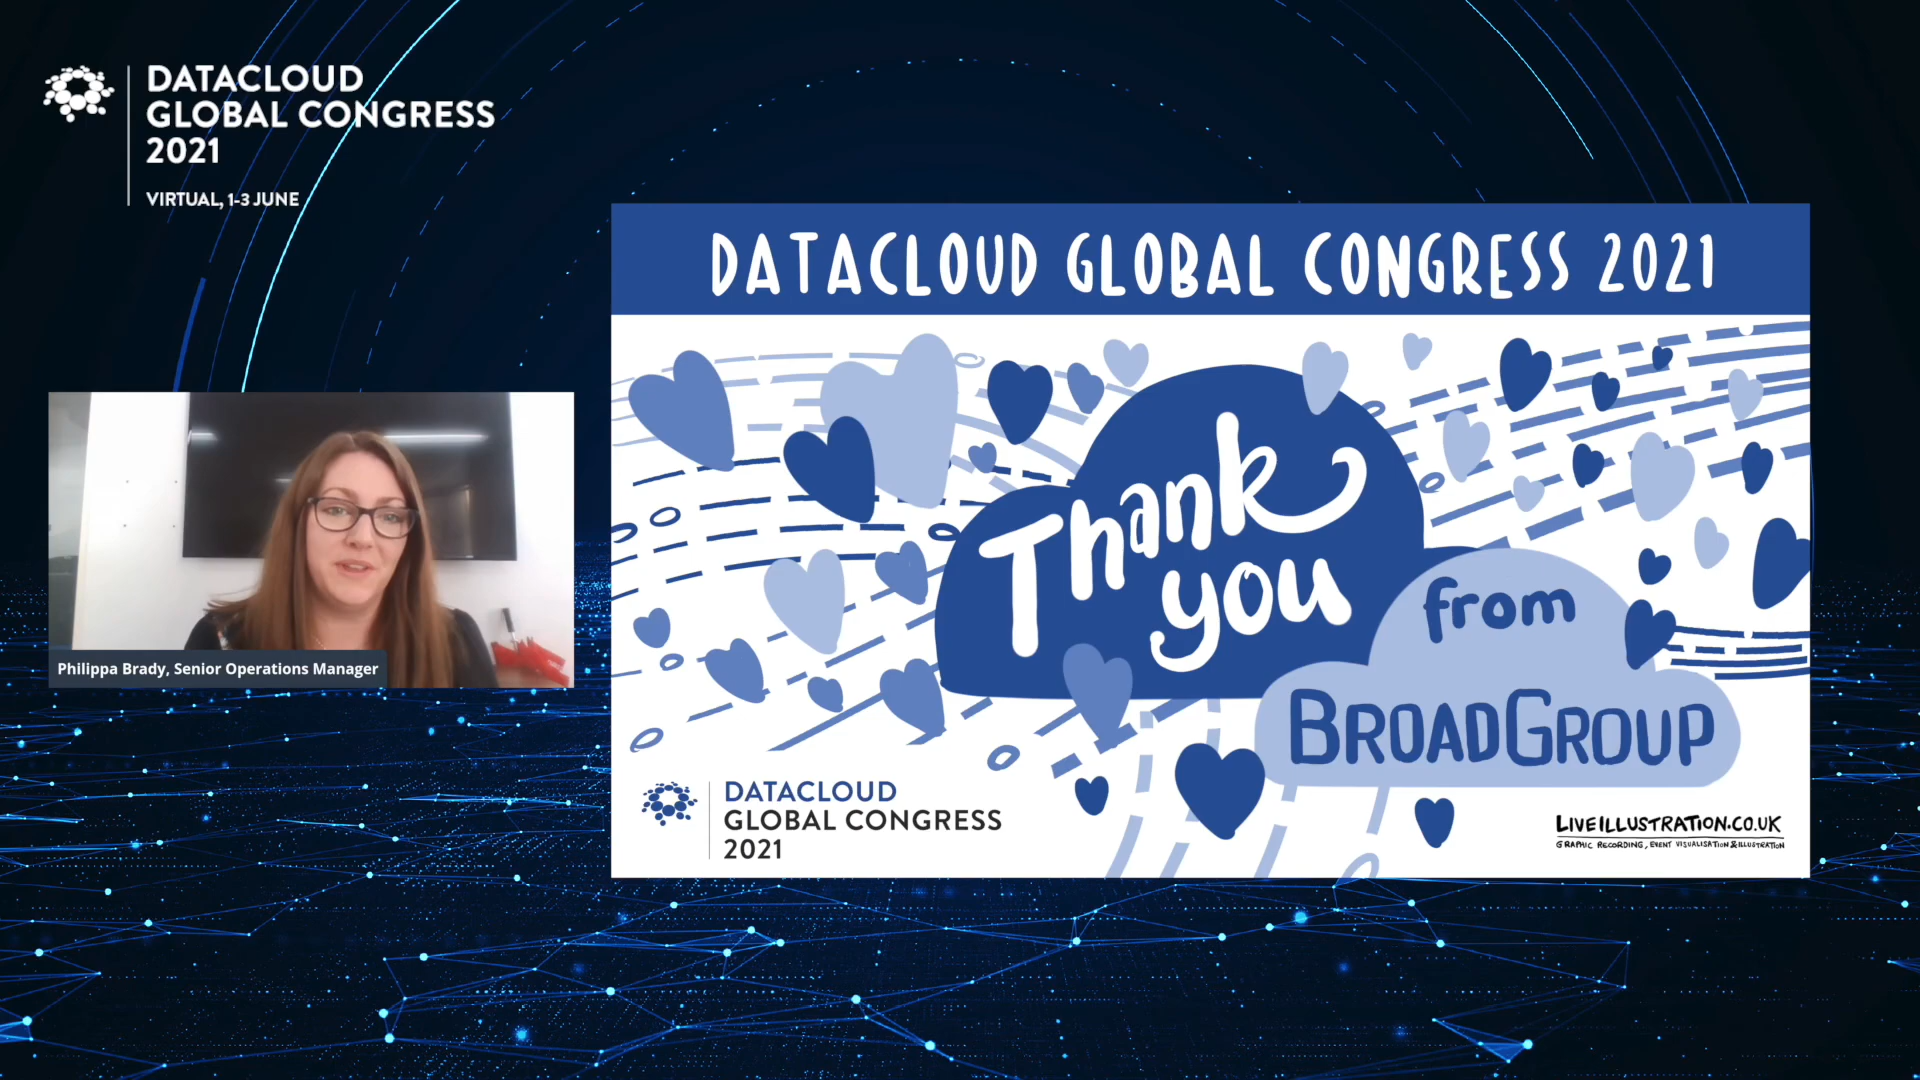 DATACLOUD
GLOBAL CONGRESS
2021
VIRTUAL, 1-3 JUNE
DATACLOUD GLOBAL CONGRESS 2021
Thank
you
from
BROADGROUP
Philippa Brady, Senior Operations Manager
DATACLOUD
GLOBAL CONGRESS
2021
LIVEILLUSTRATION.CO.UK
GRAPHIC RECORDING, EVENT VISUALISATION & ILLUSTRATION